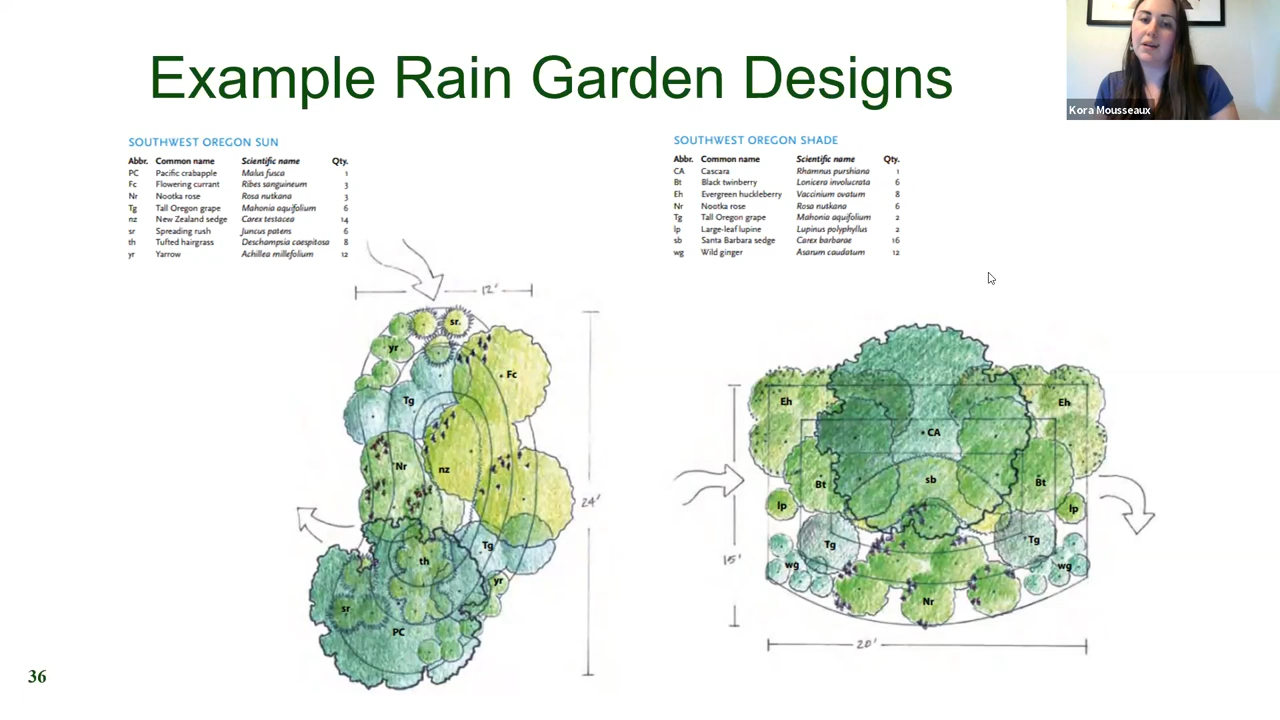 Example Rain Garden Designs
Kora Mousseaux
SOUTHWEST OREGON SUN
Abbr. Common name Scientific name Qty.
PC Pacific crabapple Malus fusca 1
Fc Flowering currant Ribes sanguineum 3
Nr Nootka rose Rosa nutkana 3
Tg Tall Oregon grape Mahonia aquifolium 6
nz New Zealand sedge Carex testacea 14
sr Spreading rush Juncus patens 6
th Tufted hairgrass Deschampsia caespitosa 8
yr Yarrow Achillea millefolium 12
SOUTHWEST OREGON SHADE
Abbr. Common name Scientific name Qty.
CA Cascara Rhamnus purshiana 1
Bt Black twinberry Lonicera involucrata 6
Eh Evergreen huckleberry Vaccinium ovatum 8
Nr Nootka rose Rosa nutkana 6
Tg Tall Oregon grape Mahonia aquifolium 2
lp Large-leaf lupine Lupinus polyphyllus 2
sb Santa Barbara sedge Carex barbarae 16
wg Wild ginger Asarum caudatum 12
12'
sr
yr
Fc
Tg
Nr
nz
24'
Tg
th
yr
sr
PC
Eh
Eh
CA
Bt
sb
Bt
lp
lp
Tg
Tg
15'
wg
wg
Nr
20'
36